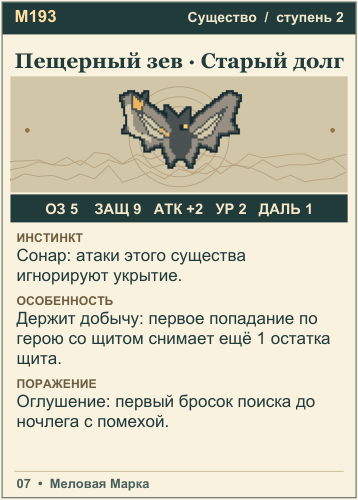 M193
Существо / ступень 2
Пещерный зев · Старый долг
ОЗ 5 ЗАЩ 9 АТК +2 УР 2 ДАЛЬ 1
ИНСТИНКТ
Сонар: атаки этого существа
игнорируют укрытие.
ОСОБЕННОСТЬ
Держит добычу: первое попадание по
герою со щитом снимает ещё 1 остатка
щита.
ПОРАЖЕНИЕ
Оглушение: первый бросок поиска до
ночлега с помехой.
07 • Меловая Марка